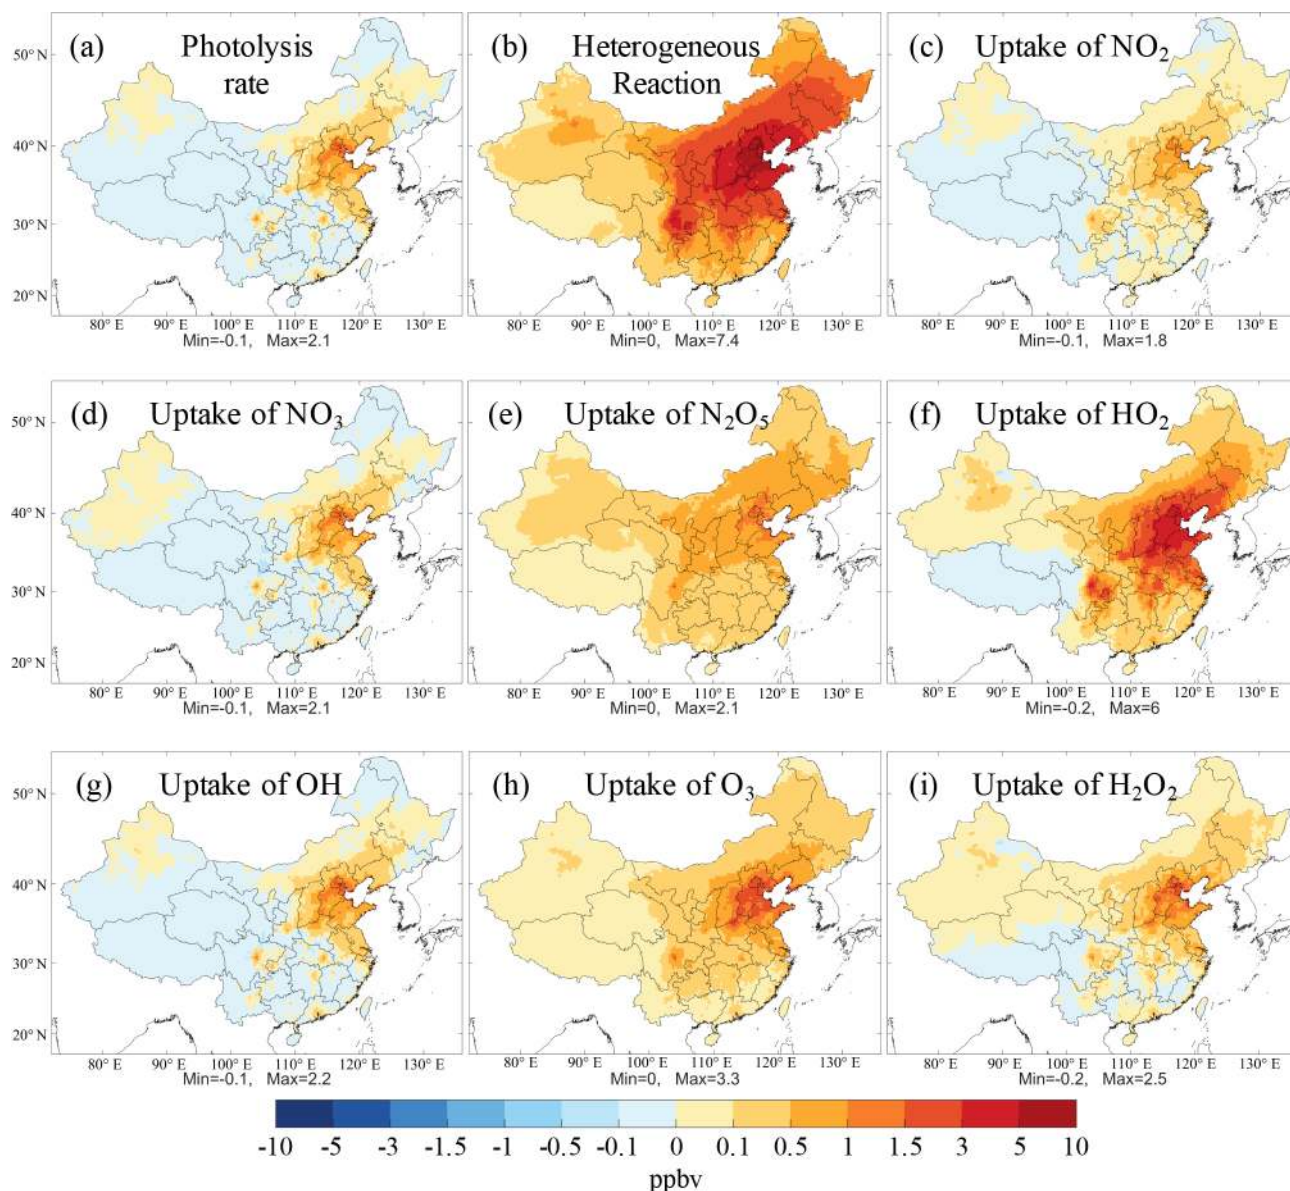 (a) Photolysis rate
(b) Heterogeneous Reaction
(c) Uptake of NO₂
50° N
40° N
30° N
20° N
80° E 90° E 100° E 110° E 120° E 130° E
80° E 90° E 100° E 110° E 120° E 130° E
80° E 90° E 100° E 110° E 120° E 130° E
Min=-0.1, Max=2.1
Min=0, Max=7.4
Min=-0.1, Max=1.8
(d) Uptake of NO₃
(e) Uptake of N₂O₅
(f) Uptake of HO₂
50° N
40° N
30° N
20° N
80° E 90° E 100° E 110° E 120° E 130° E
80° E 90° E 100° E 110° E 120° E 130° E
80° E 90° E 100° E 110° E 120° E 130° E
Min=-0.1, Max=2.1
Min=0, Max=2.1
Min=-0.2, Max=6
(g) Uptake of OH
(h) Uptake of O₃
(i) Uptake of H₂O₂
50° N
40° N
30° N
20° N
80° E 90° E 100° E 110° E 120° E 130° E
80° E 90° E 100° E 110° E 120° E 130° E
80° E 90° E 100° E 110° E 120° E 130° E
Min=-0.1, Max=2.2
Min=0, Max=3.3
Min=-0.2, Max=2.5
-10 -5 -3 -1.5 -1 -0.5 -0.1 0 0.1 0.5 1 1.5 3 5 10
ppbv